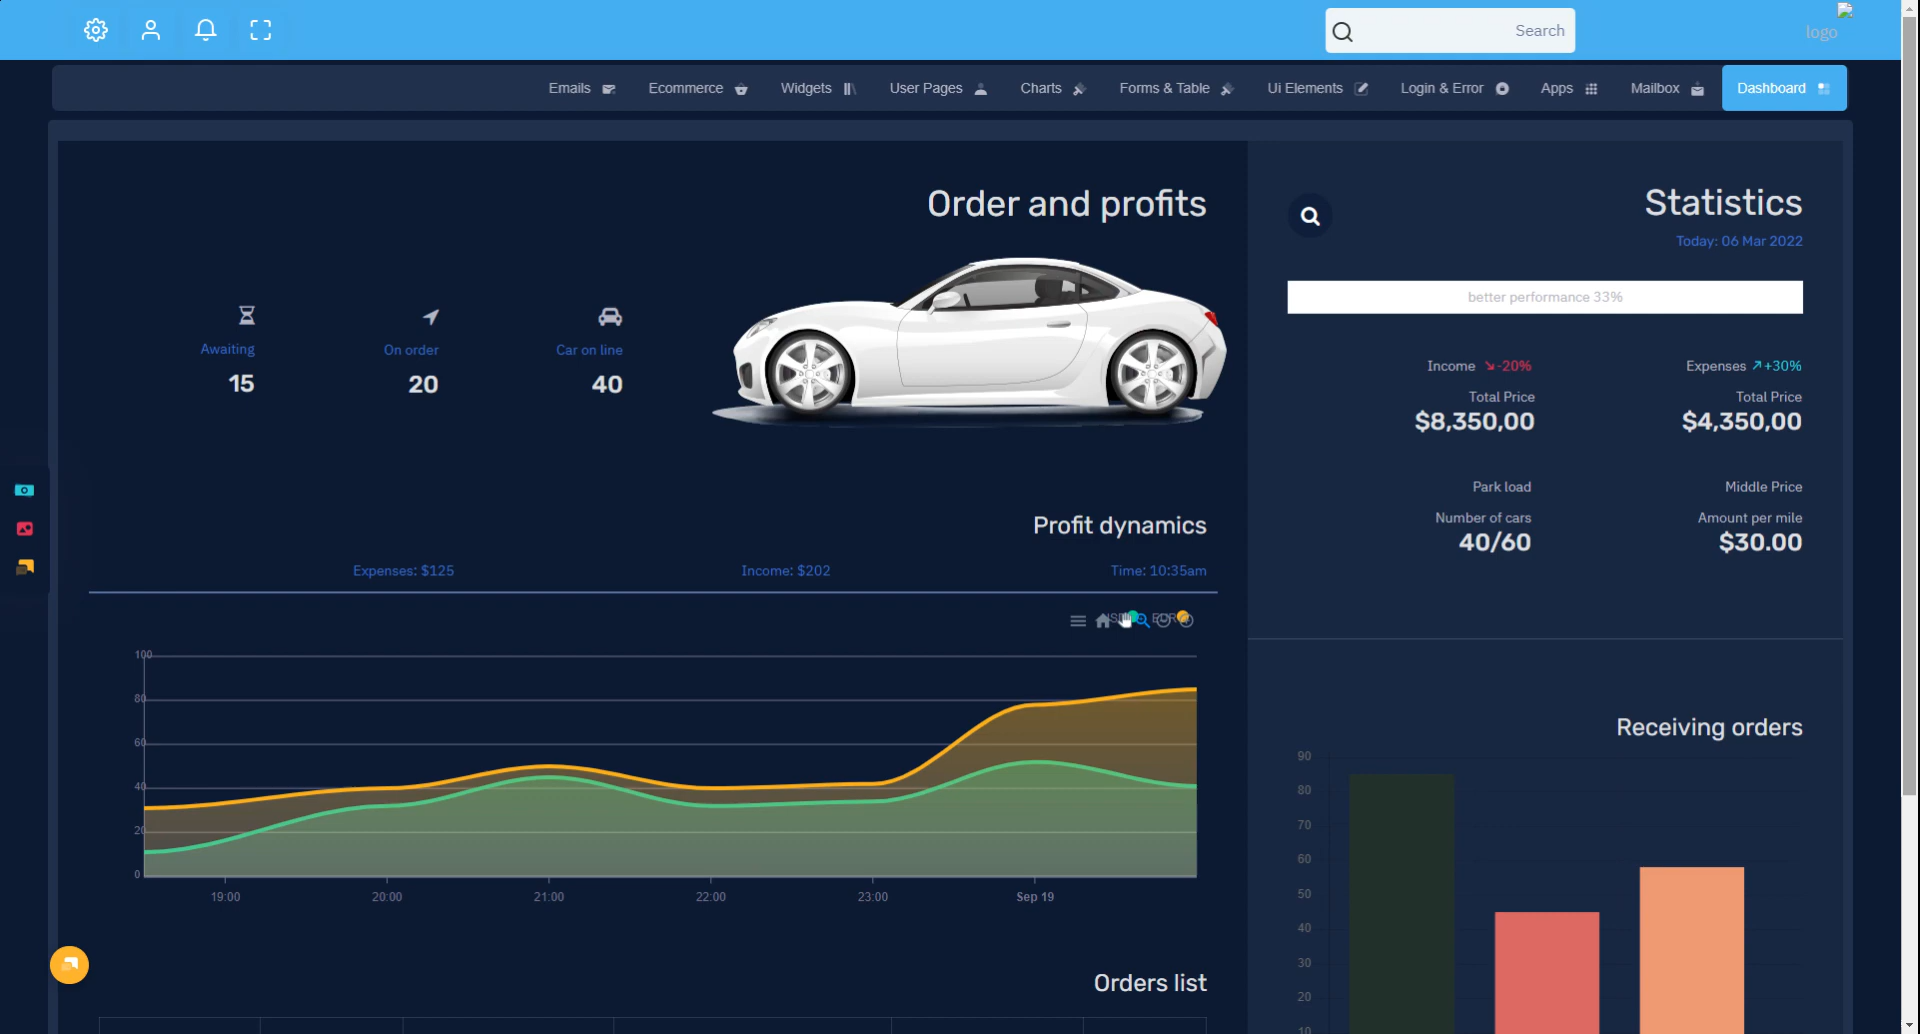 Search
logo
Emails
Ecommerce
Widgets
User Pages
Charts
Forms & Table
Ui Elements
Login & Error
Apps
Mailbox
Dashboard
Order and profits
Awaiting
15
On order
20
Car on line
40
Statistics
Today: 06 Mar 2022
better performance 33%
Income ↘-20%
Total Price
$8,350,00
Expenses ↗+30%
Total Price
$4,350,00
Park load
Number of cars
40/60
Middle Price
Amount per mile
$30.00
Profit dynamics
Expenses: $125
Income: $202
Time: 10:35am
100
80
60
40
20
0
19:00
20:00
21:00
22:00
23:00
Sep 19
Receiving orders
90
80
70
60
50
40
30
20
10
Orders list